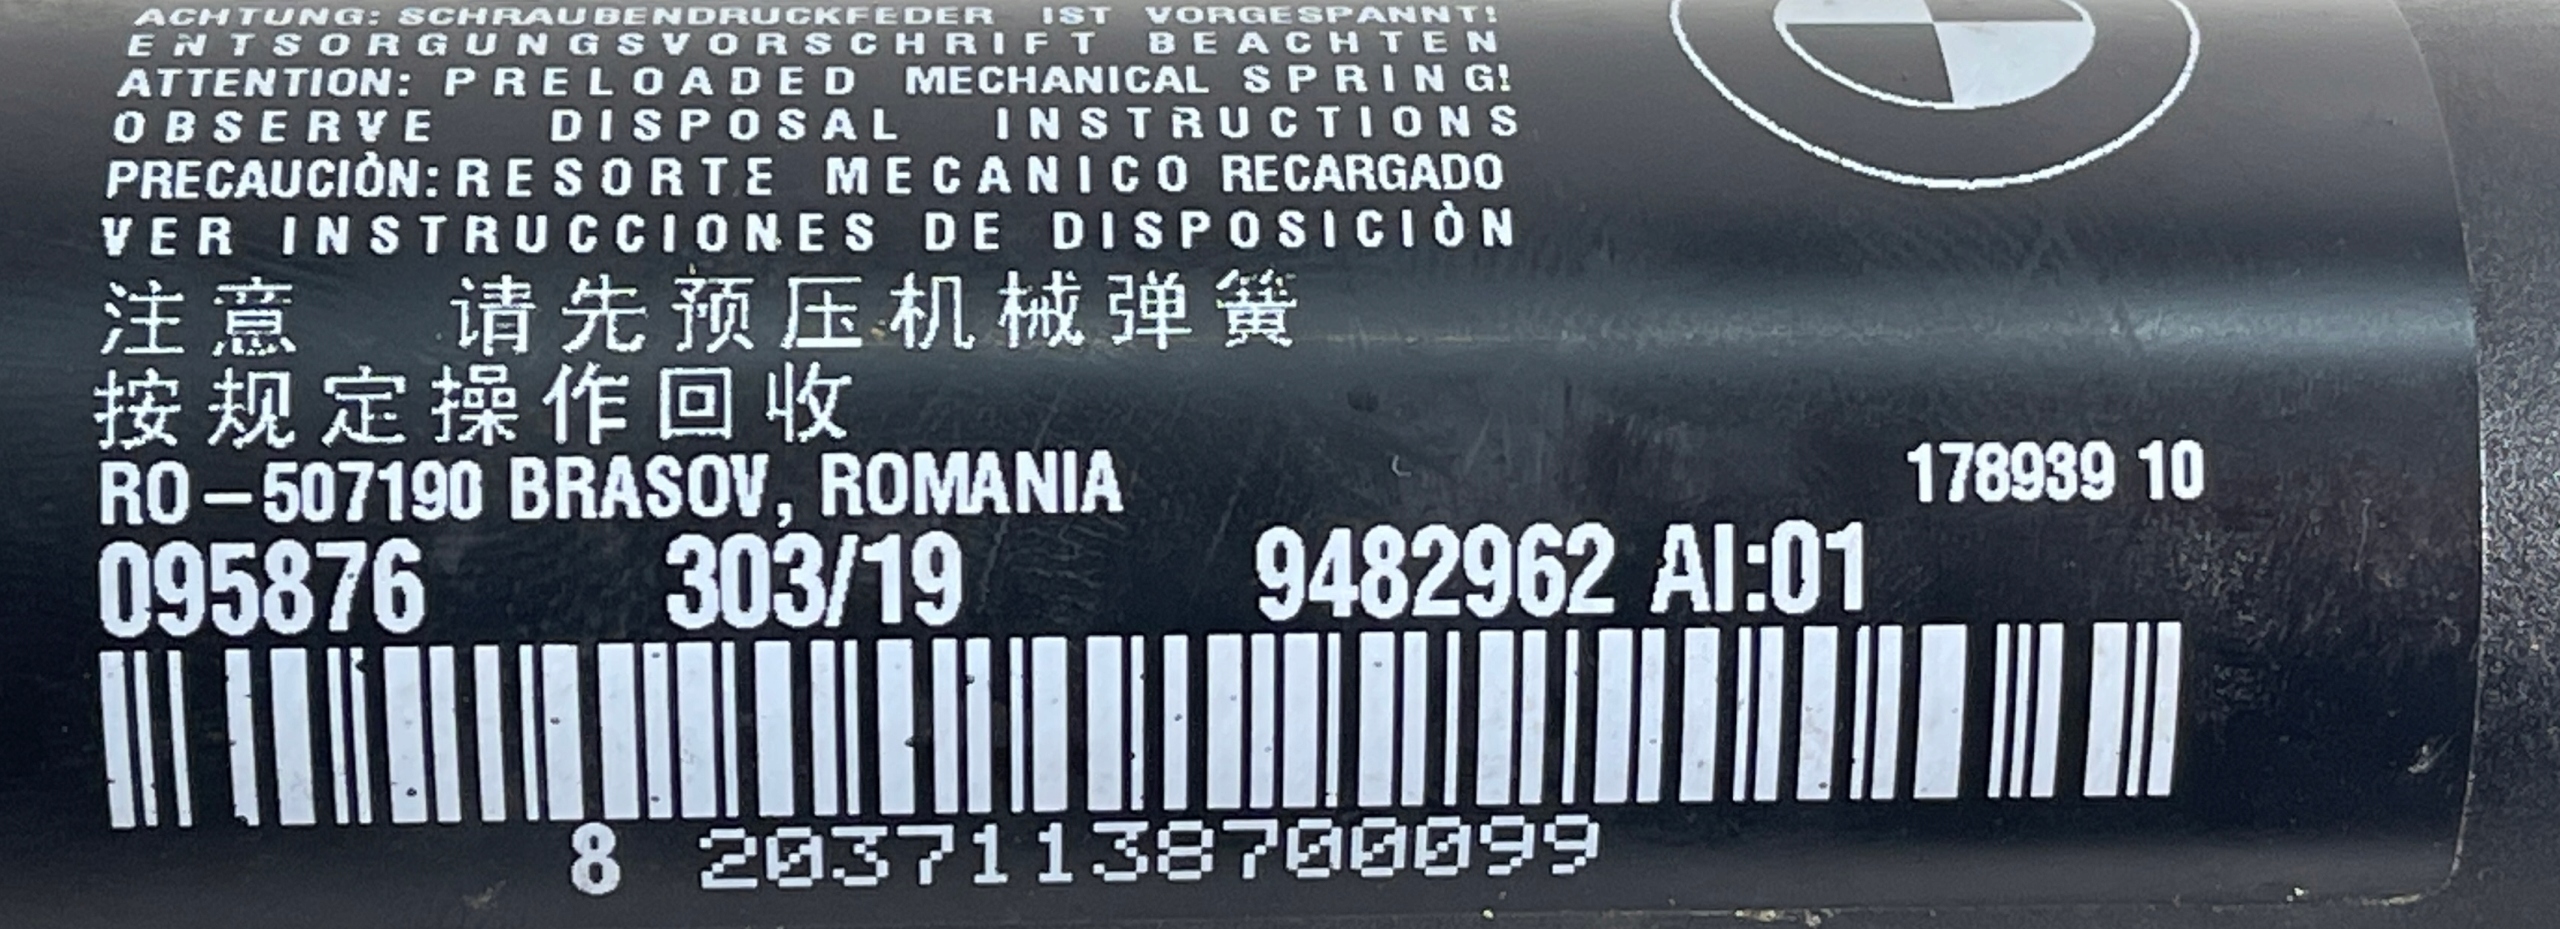 ACHTUNG: SCHRAUBENDRUCKFEDER IST VORGESPANNT!
ENTSORGUNGSVORSCHRIFT BEACHTEN
ATTENTION: PRELOADED MECHANICAL SPRING!
OBSERVE DISPOSAL INSTRUCTIONS
PRECAUCIÒN: RESORTE MECANICO RECARGADO
VER INSTRUCCIONES DE DISPOSICIÒN
注意 请先预压机械弹簧
按规定操作回收
RO-507190 BRASOV, ROMANIA 178939 10
095876 303/19 9482962 AI:01
8 20371138700099